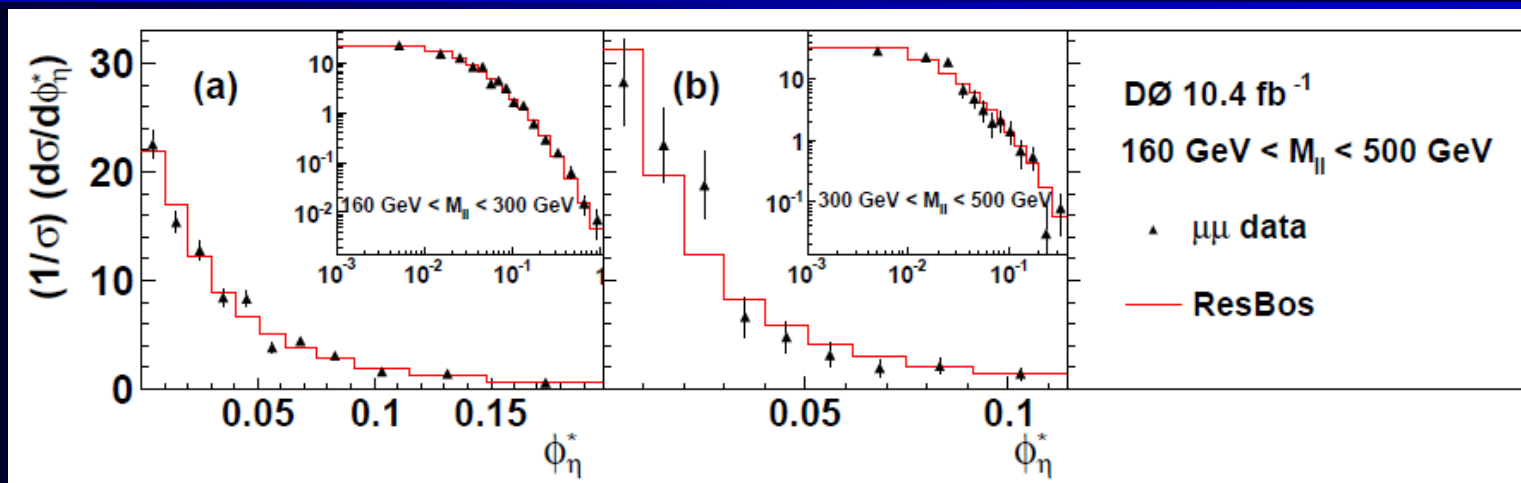 (1/σ) (dσ/dϕ*η)
30
20
10
0
(a)
10
1
10⁻¹
10⁻²
160 GeV < Mll < 300 GeV
10⁻³
10⁻²
10⁻¹
1
0.05
0.1
0.15
ϕ*η
(b)
10
1
10⁻¹
300 GeV < Mll < 500 GeV
10⁻³
10⁻²
10⁻¹
0.05
0.1
ϕ*η
DØ 10.4 fb⁻¹
160 GeV < Mll < 500 GeV
μμ data
ResBos